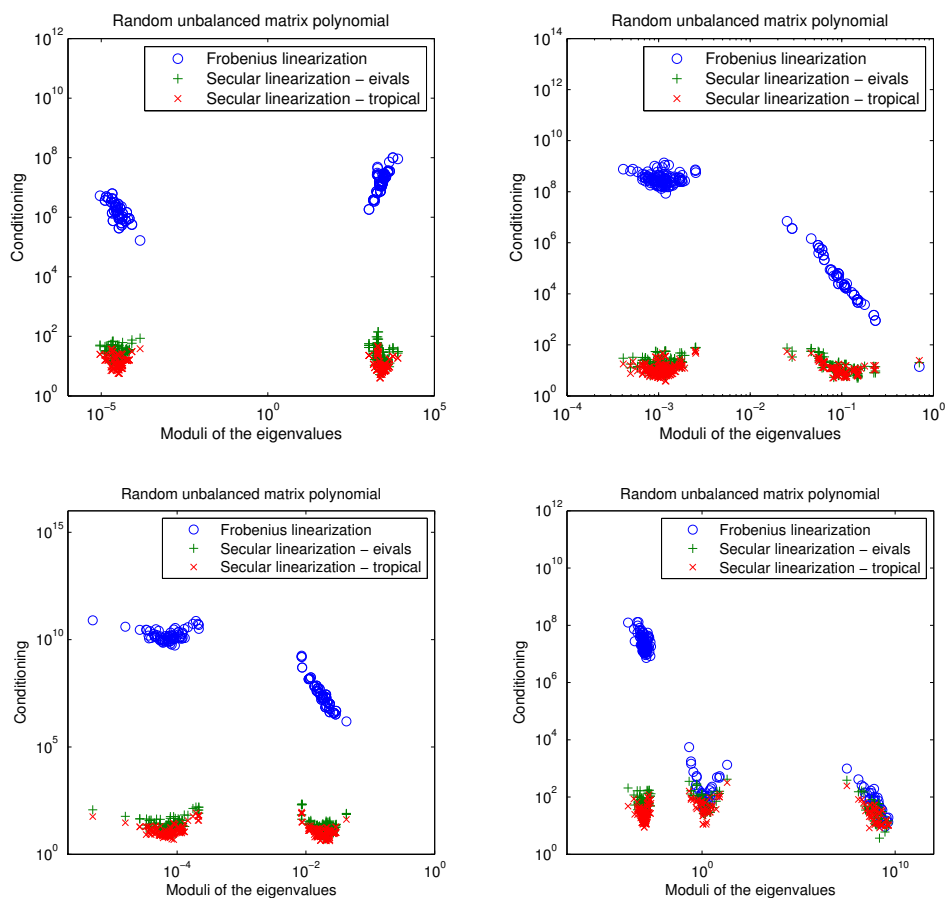 Random unbalanced matrix polynomial
Random unbalanced matrix polynomial
10^12
10^10
10^8
10^6
10^4
10^2
10^0
Conditioning
Frobenius linearization
Secular linearization − eivals
Secular linearization − tropical
10^−5
10^0
10^5
Moduli of the eigenvalues
10^14
10^12
10^10
10^8
10^6
10^4
10^2
10^0
Conditioning
Frobenius linearization
Secular linearization − eivals
Secular linearization − tropical
10^−4
10^−3
10^−2
10^−1
10^0
Moduli of the eigenvalues
Random unbalanced matrix polynomial
Random unbalanced matrix polynomial
10^15
10^10
10^5
10^0
Conditioning
Frobenius linearization
Secular linearization − eivals
Secular linearization − tropical
10^−4
10^−2
10^0
Moduli of the eigenvalues
10^12
10^10
10^8
10^6
10^4
10^2
10^0
Conditioning
Frobenius linearization
Secular linearization − eivals
Secular linearization − tropical
10^0
10^10
Moduli of the eigenvalues